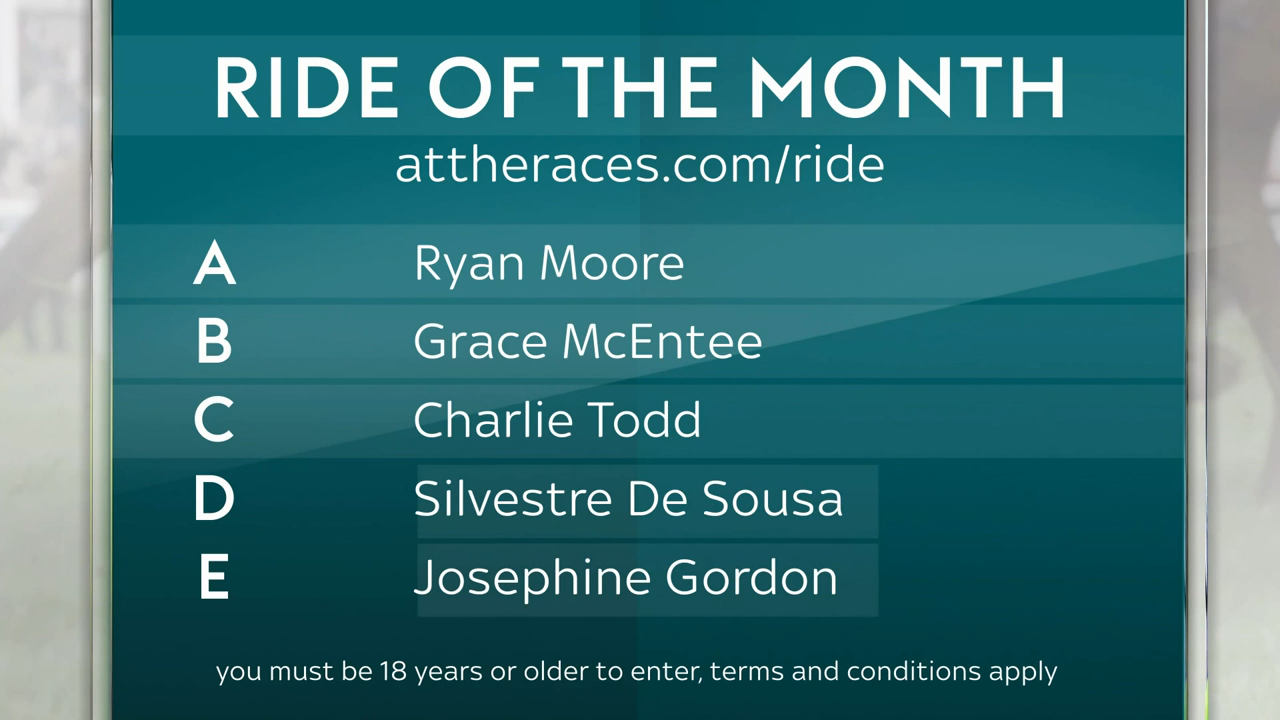 RIDE OF THE MONTH
attheraces.com/ride
A Ryan Moore
B Grace McEntee
C Charlie Todd
D Silvestre De Sousa
E Josephine Gordon
you must be 18 years or older to enter, terms and conditions apply